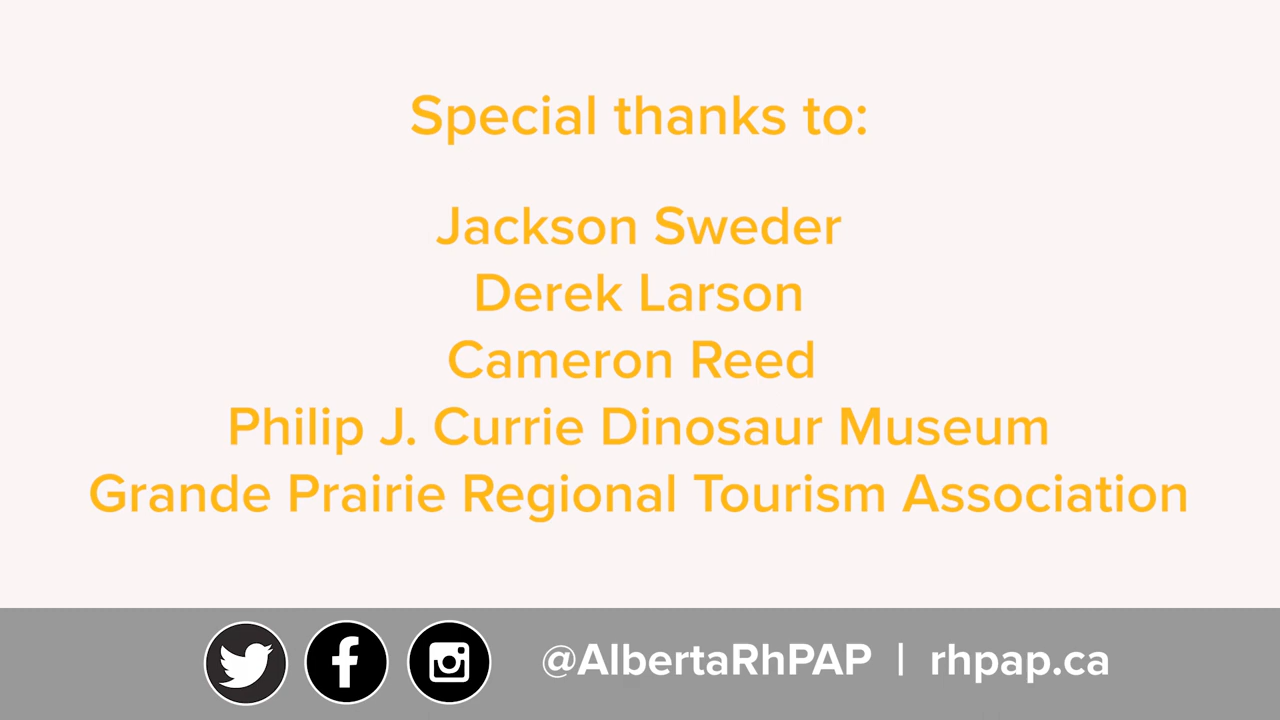 Special thanks to:
Jackson Sweder
Derek Larson
Cameron Reed
Philip J. Currie Dinosaur Museum
Grande Prairie Regional Tourism Association
@AlbertaRhPAP | rhpap.ca